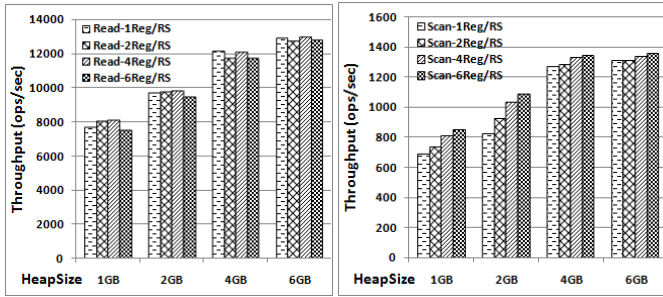 Throughput (ops/sec)
14000
12000
10000
8000
6000
4000
2000
0
Read-1Reg/RS
Read-2Reg/RS
Read-4Reg/RS
Read-6Reg/RS
HeapSize 1GB 2GB 4GB 6GB
Throughput (ops/sec)
1600
1400
1200
1000
800
600
400
200
0
Scan-1Reg/RS
Scan-2Reg/RS
Scan-4Reg/RS
Scan-6Reg/RS
HeapSize 1GB 2GB 4GB 6GB